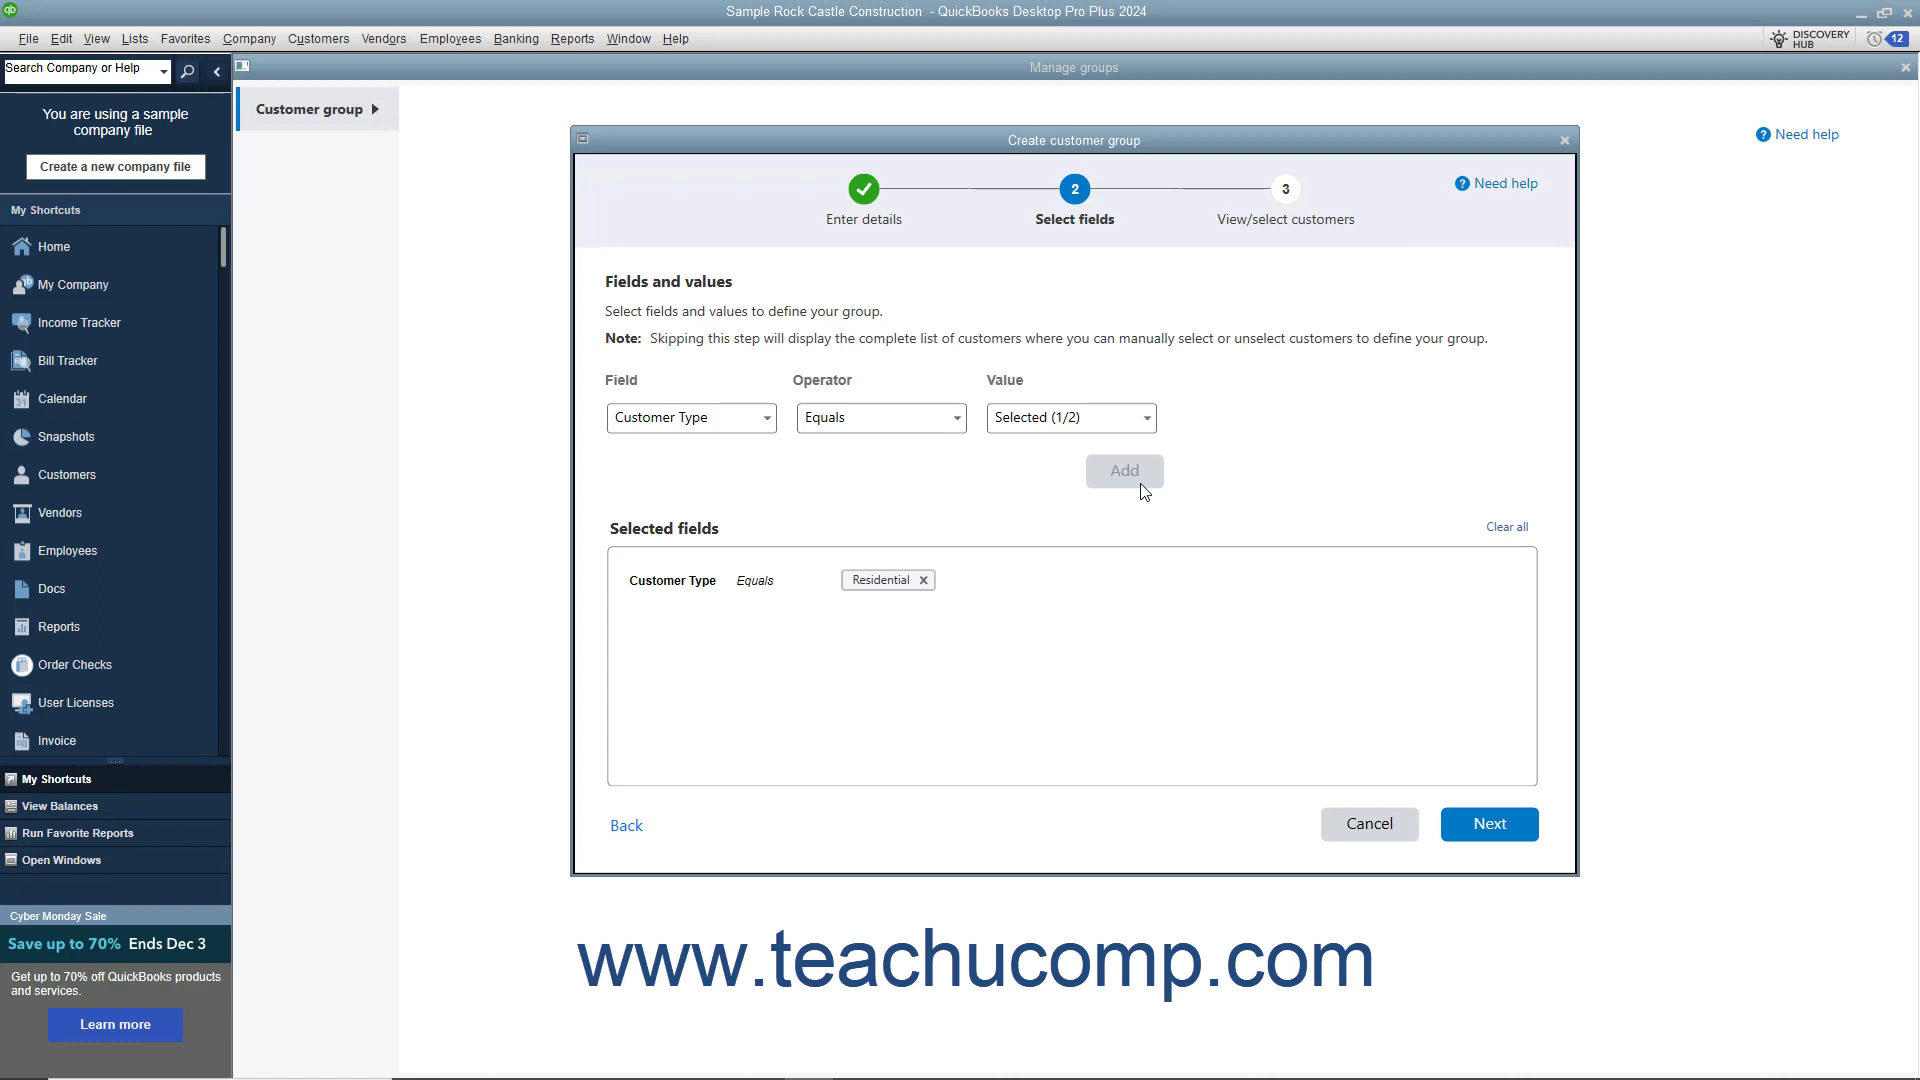 Sample Rock Castle Construction - QuickBooks Desktop Pro Plus 2024
File Edit View Lists Favorites Company Customers Vendors Employees Banking Reports Window Help
DISCOVERY
HUB
12
Search Company or Help
Manage groups
You are using a sample
company file
Create a new company file
My Shortcuts
Home
My Company
Income Tracker
Bill Tracker
Calendar
Snapshots
Customers
Vendors
Employees
Docs
Reports
Order Checks
User Licenses
Invoice
My Shortcuts
View Balances
Run Favorite Reports
Open Windows
Cyber Monday Sale
Save up to 70% Ends Dec 3
Get up to 70% off QuickBooks products
and services.
Learn more
Customer group
Need help
Create customer group
2
3
Need help
Enter details
Select fields
View/select customers
Fields and values
Select fields and values to define your group.
Note: Skipping this step will display the complete list of customers where you can manually select or unselect customers to define your group.
Field Operator Value
Customer Type Equals Selected (1/2)
Add
Selected fields
Clear all
Customer Type Equals Residential
Back
Cancel
Next
www.teachucomp.com